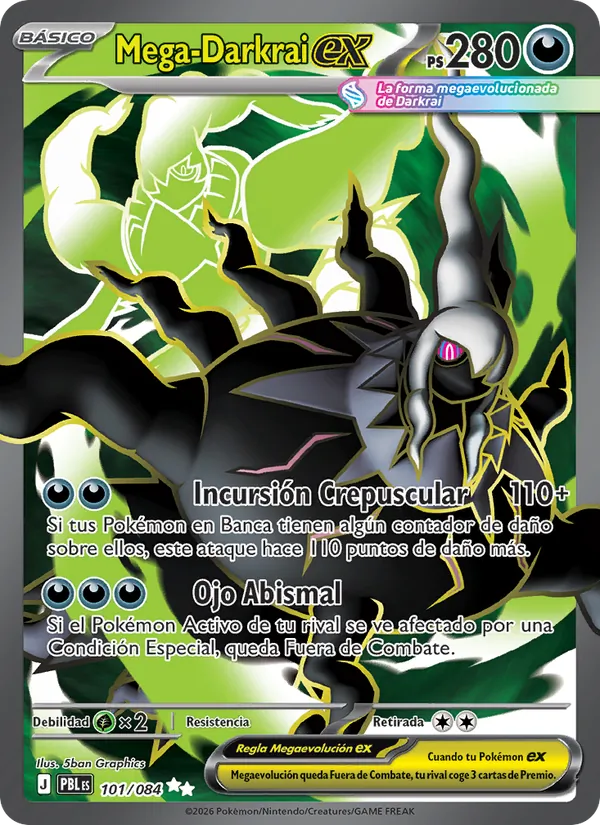 BÁSICO
Mega-Darkrai ex
PS 280
La forma megaevolucionada
de Darkrai
Incursión Crepuscular 110+
Si tus Pokémon en Banca tienen algún contador de daño
sobre ellos, este ataque hace 110 puntos de daño más.
Ojo Abismal
Si el Pokémon Activo de tu rival se ve afectado por una
Condición Especial, queda Fuera de Combate.
Debilidad ×2 Resistencia Retirada
Ilus. 5ban Graphics
Regla Megaevolución ex Cuando tu Pokémon ex
Megaevolución queda Fuera de Combate, tu rival coge 3 cartas de Premio.
J PBL ES 101/084
©2026 Pokémon/Nintendo/Creatures/GAME FREAK